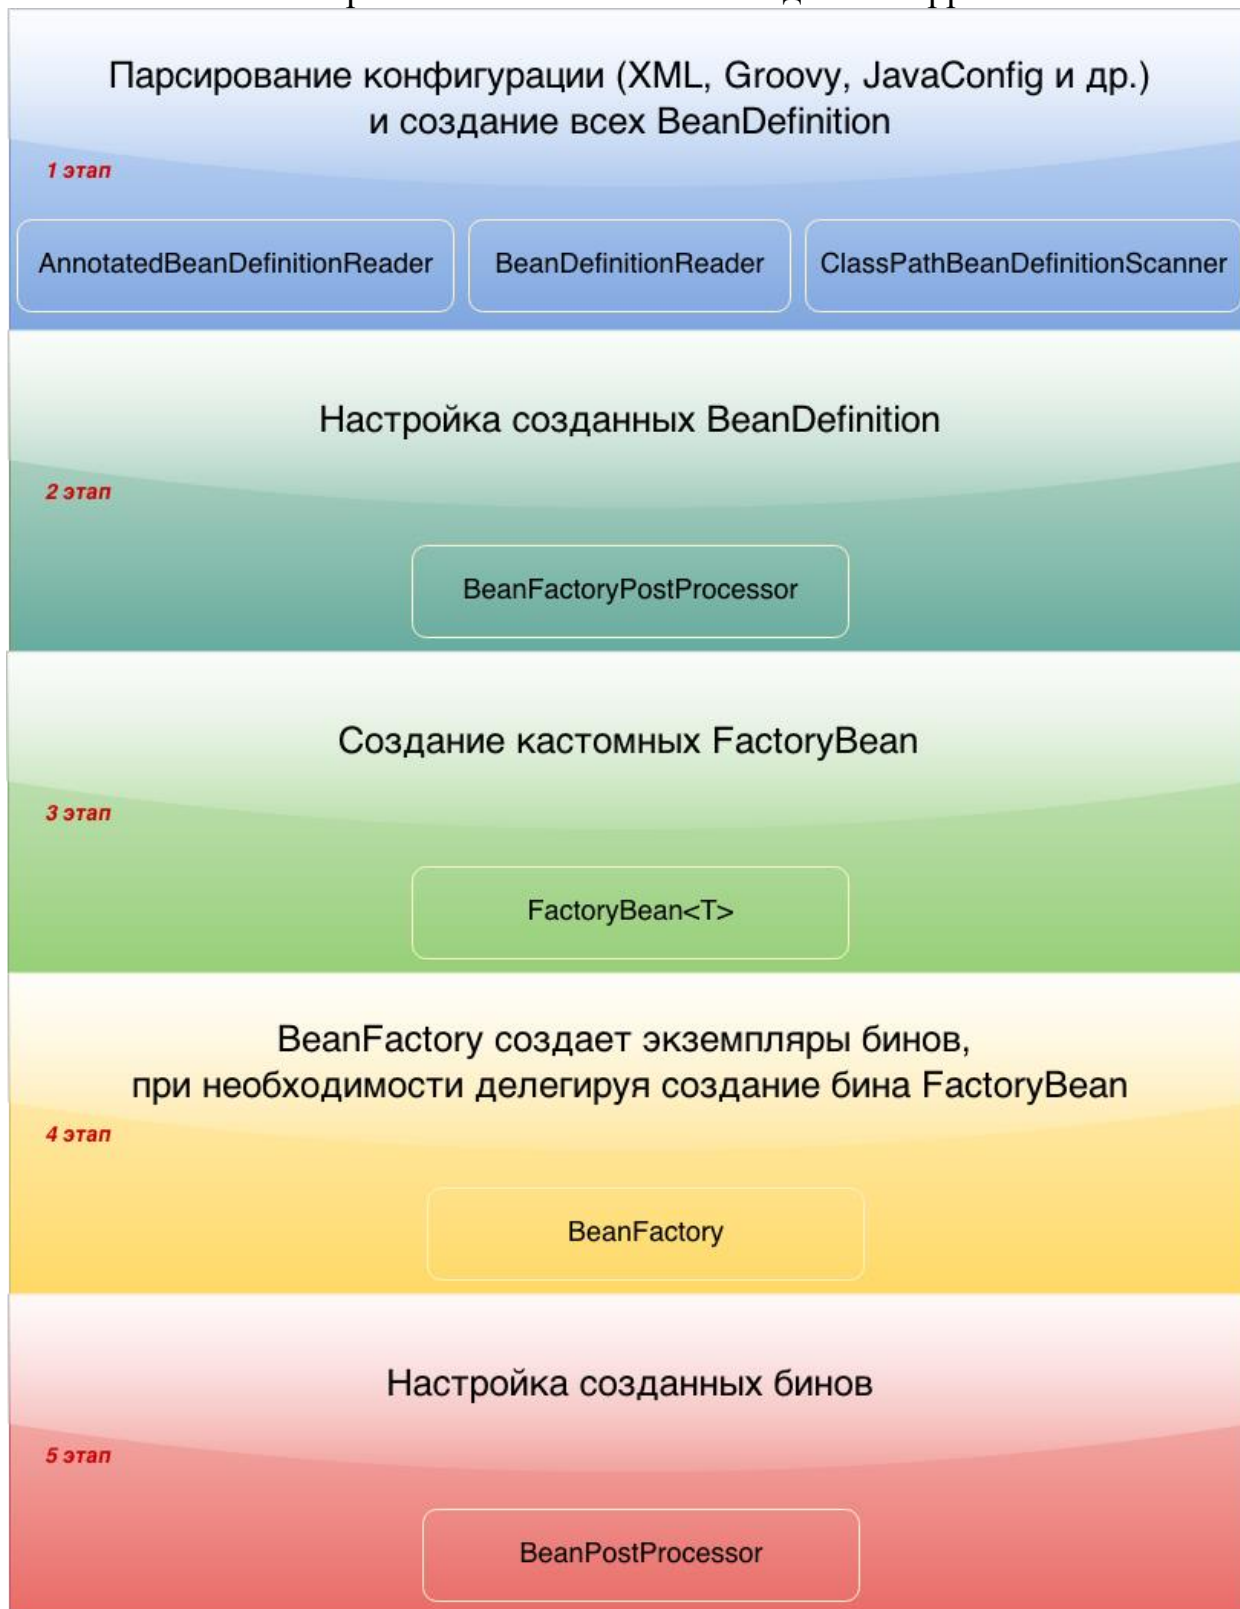 Парсирование конфигурации (XML, Groovy, JavaConfig и др.)
и создание всех BeanDefinition
1 этап
AnnotatedBeanDefinitionReader
BeanDefinitionReader
ClassPathBeanDefinitionScanner
Настройка созданных BeanDefinition
2 этап
BeanFactoryPostProcessor
Создание кастомных FactoryBean
3 этап
FactoryBean<T>
BeanFactory создает экземпляры бинов,
при необходимости делегируя создание бина FactoryBean
4 этап
BeanFactory
Настройка созданных бинов
5 этап
BeanPostProcessor